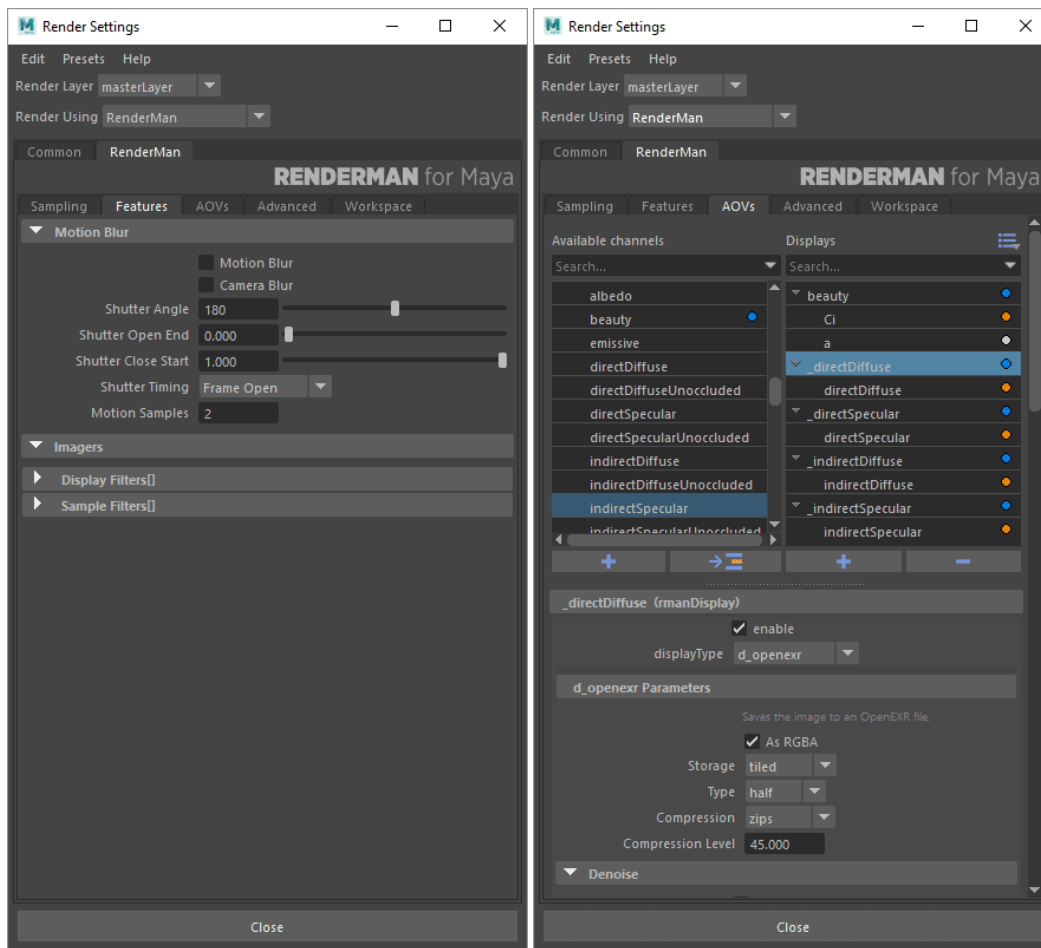 Render Settings
Edit Presets Help
Render Layer masterLayer
Render Using RenderMan
Common RenderMan
RENDERMAN for Maya
Sampling Features AOVs Advanced Workspace
Motion Blur
Motion Blur
Camera Blur
Shutter Angle 180
Shutter Open End 0.000
Shutter Close Start 1.000
Shutter Timing Frame Open
Motion Samples 2
Imagers
Display Filters[]
Sample Filters[]
Close
Render Settings
Edit Presets Help
Render Layer masterLayer
Render Using RenderMan
Common RenderMan
RENDERMAN for Maya
Sampling Features AOVs Advanced Workspace
Available channels Displays
Search... Search...
albedo beauty
beauty Ci
emissive a
directDiffuse _directDiffuse
directDiffuseUnoccluded directDiffuse
directSpecular _directSpecular
directSpecularUnoccluded directSpecular
indirectDiffuse _indirectDiffuse
indirectDiffuseUnoccluded indirectDiffuse
indirectSpecular _indirectSpecular
indirectSpecularUnoccluded indirectSpecular
_directDiffuse (rmanDisplay)
enable
displayType d_openexr
d_openexr Parameters
Saves the image to an OpenEXR file.
As RGBA
Storage tiled
Type half
Compression zips
Compression Level 45.000
Denoise
Close